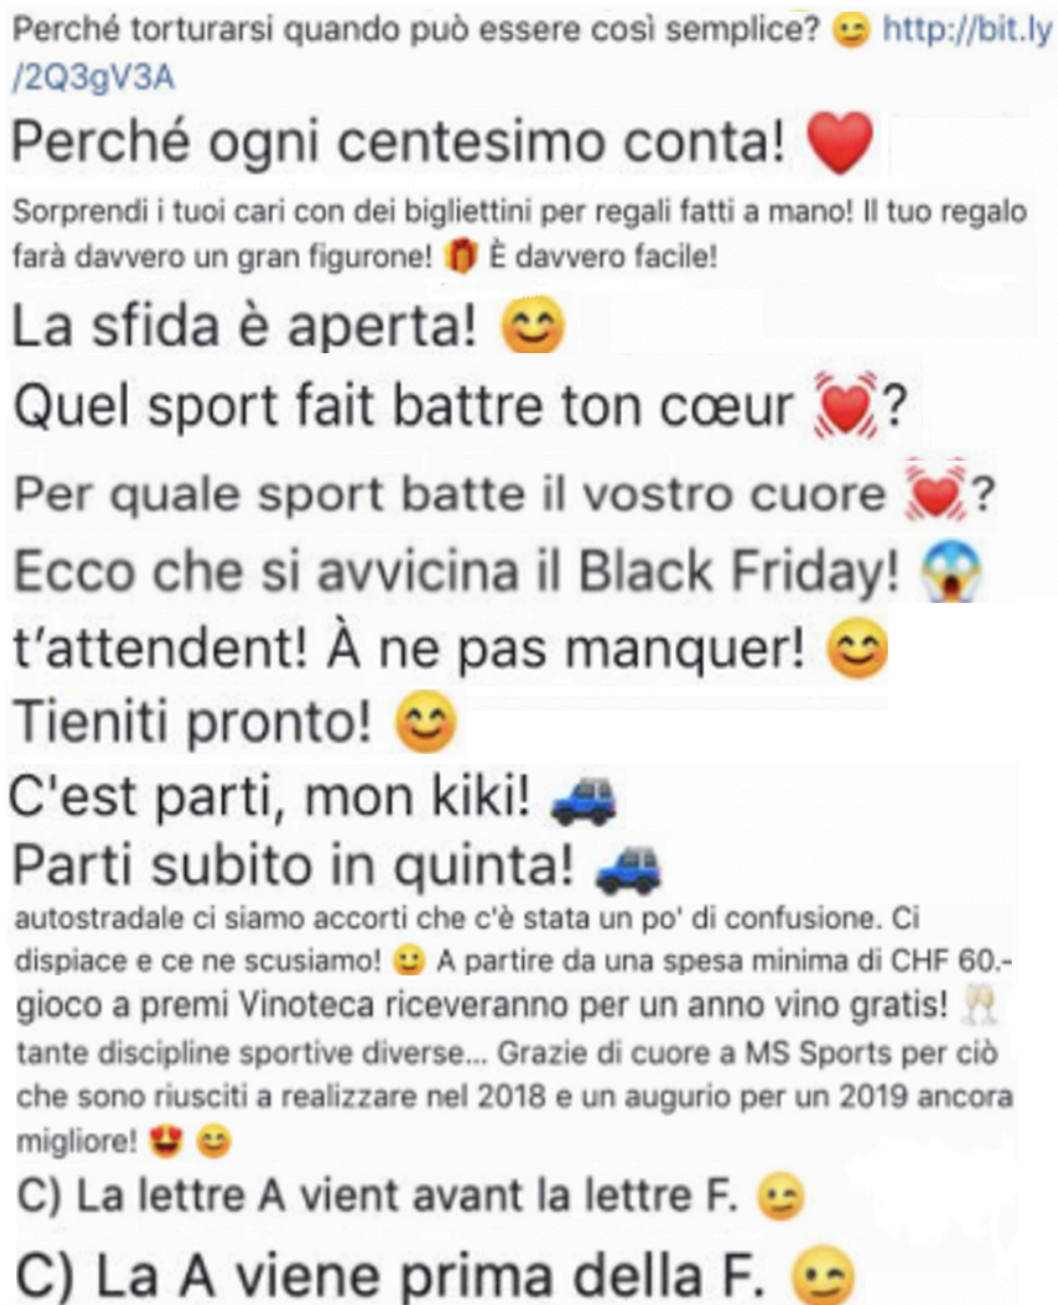 Perché torturarsi quando può essere così semplice? 😉 http://bit.ly
/2Q3gV3A
Perché ogni centesimo conta! ❤️
Sorprendi i tuoi cari con dei bigliettini per regali fatti a mano! Il tuo regalo
farà davvero un gran figurone! 🎁 È davvero facile!
La sfida è aperta! 😊
Quel sport fait battre ton cœur 💓?
Per quale sport batte il vostro cuore 💓?
Ecco che si avvicina il Black Friday! 😱
t’attendent! À ne pas manquer! 😊
Tieniti pronto! 😊
C'est parti, mon kiki! 🚙
Parti subito in quinta! 🚙
autostradale ci siamo accorti che c'è stata un po' di confusione. Ci
dispiace e ce ne scusiamo! 🙂 A partire da una spesa minima di CHF 60.-
gioco a premi Vinoteca riceveranno per un anno vino gratis! 🥂
tante discipline sportive diverse... Grazie di cuore a MS Sports per ciò
che sono riusciti a realizzare nel 2018 e un augurio per un 2019 ancora
migliore! 😍 😊
C) La lettre A vient avant la lettre F. 😉
C) La A viene prima della F. 😉